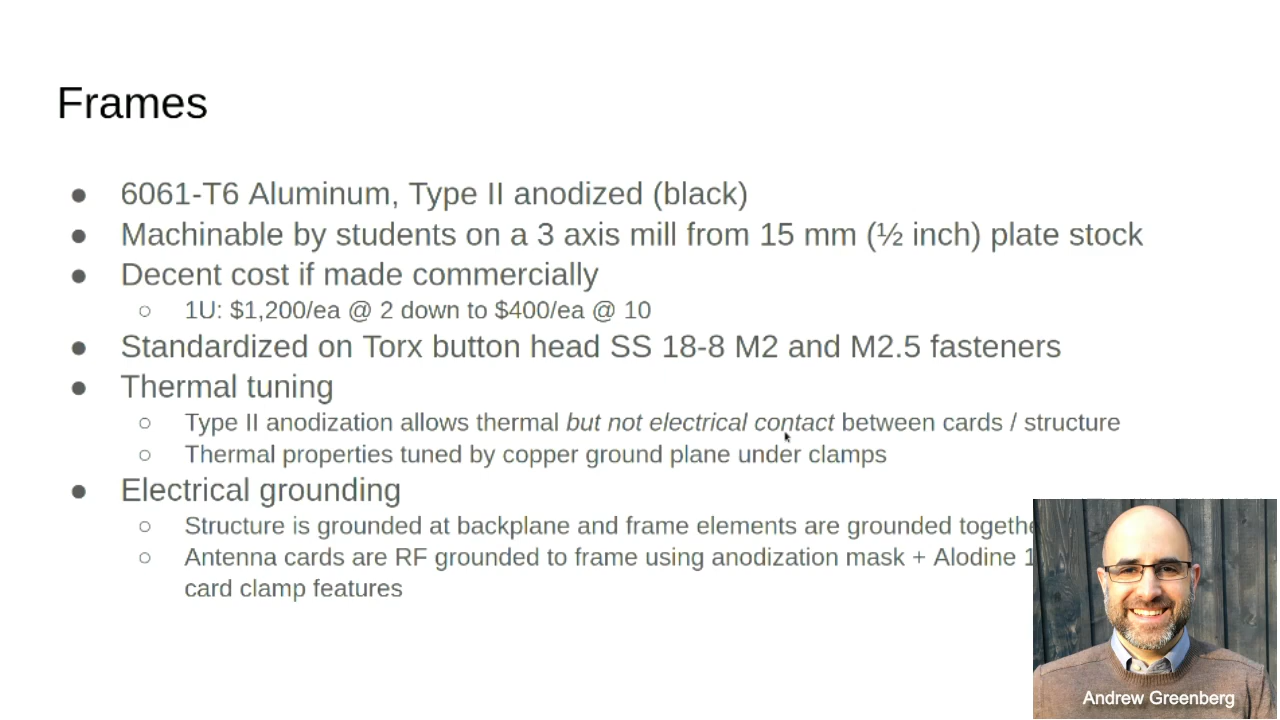 Frames
● 6061-T6 Aluminum, Type II anodized (black)
● Machinable by students on a 3 axis mill from 15 mm (½ inch) plate stock
● Decent cost if made commercially
○ 1U: $1,200/ea @ 2 down to $400/ea @ 10
● Standardized on Torx button head SS 18-8 M2 and M2.5 fasteners
● Thermal tuning
○ Type II anodization allows thermal but not electrical contact between cards / structure
○ Thermal properties tuned by copper ground plane under clamps
● Electrical grounding
○ Structure is grounded at backplane and frame elements are grounded
○ Antenna cards are RF grounded to frame using anodization mask + Alodine
card clamp features
Andrew Greenberg